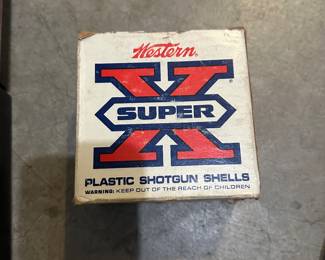 Western
X
SUPER
PLASTIC SHOTGUN SHELLS
WARNING: KEEP OUT OF THE REACH OF CHILDREN